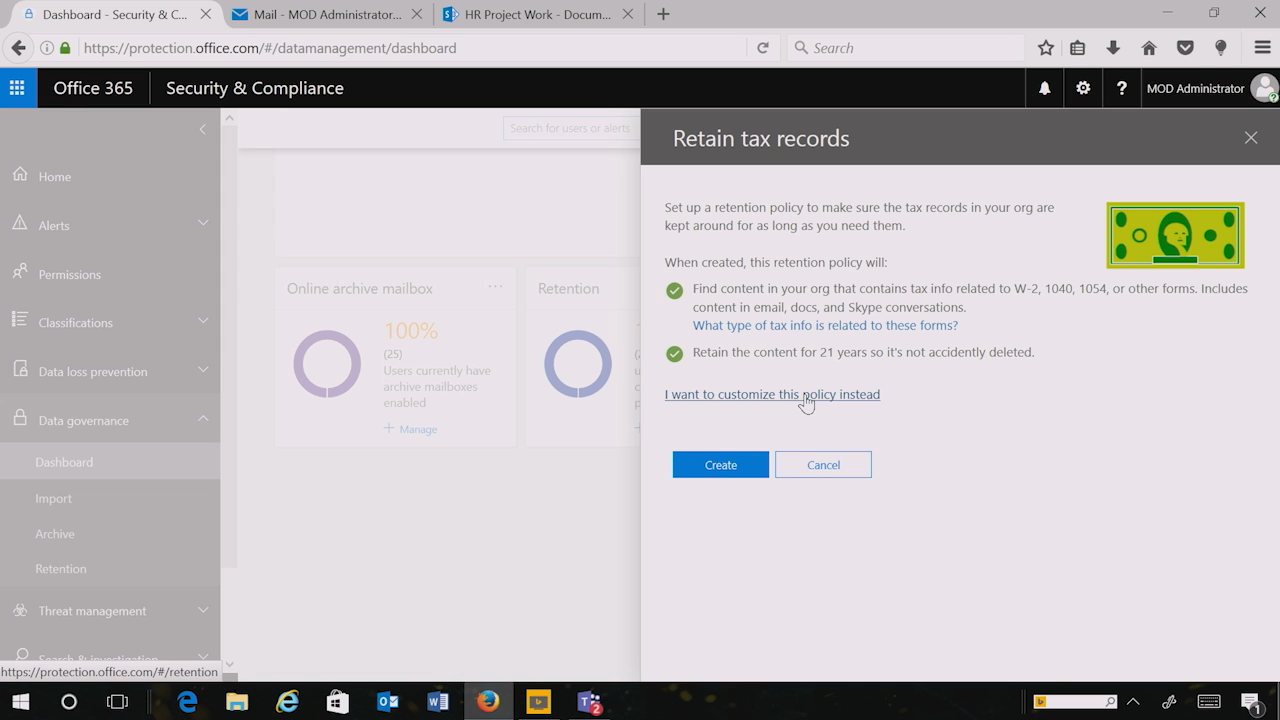 Dashboard - Security & C...
Mail - MOD Administrator...
HR Project Work - Docum...
https://protection.office.com/#/datamanagement/dashboard
Search
Office 365
Security & Compliance
MOD Administrator
Home
Alerts
Permissions
Classifications
Data loss prevention
Data governance
Dashboard
Import
Archive
Retention
Threat management
Search & investigation
https://protection.office.com/#/retention
Search for users or alerts
Online archive mailbox
100%
(25)
Users currently have
archive mailboxes
enabled
+ Manage
Retention
Retain tax records
Set up a retention policy to make sure the tax records in your org are
kept around for as long as you need them.
When created, this retention policy will:
Find content in your org that contains tax info related to W-2, 1040, 1054, or other forms. Includes
content in email, docs, and Skype conversations.
What type of tax info is related to these forms?
Retain the content for 21 years so it's not accidently deleted.
I want to customize this policy instead
Create
Cancel
2
1